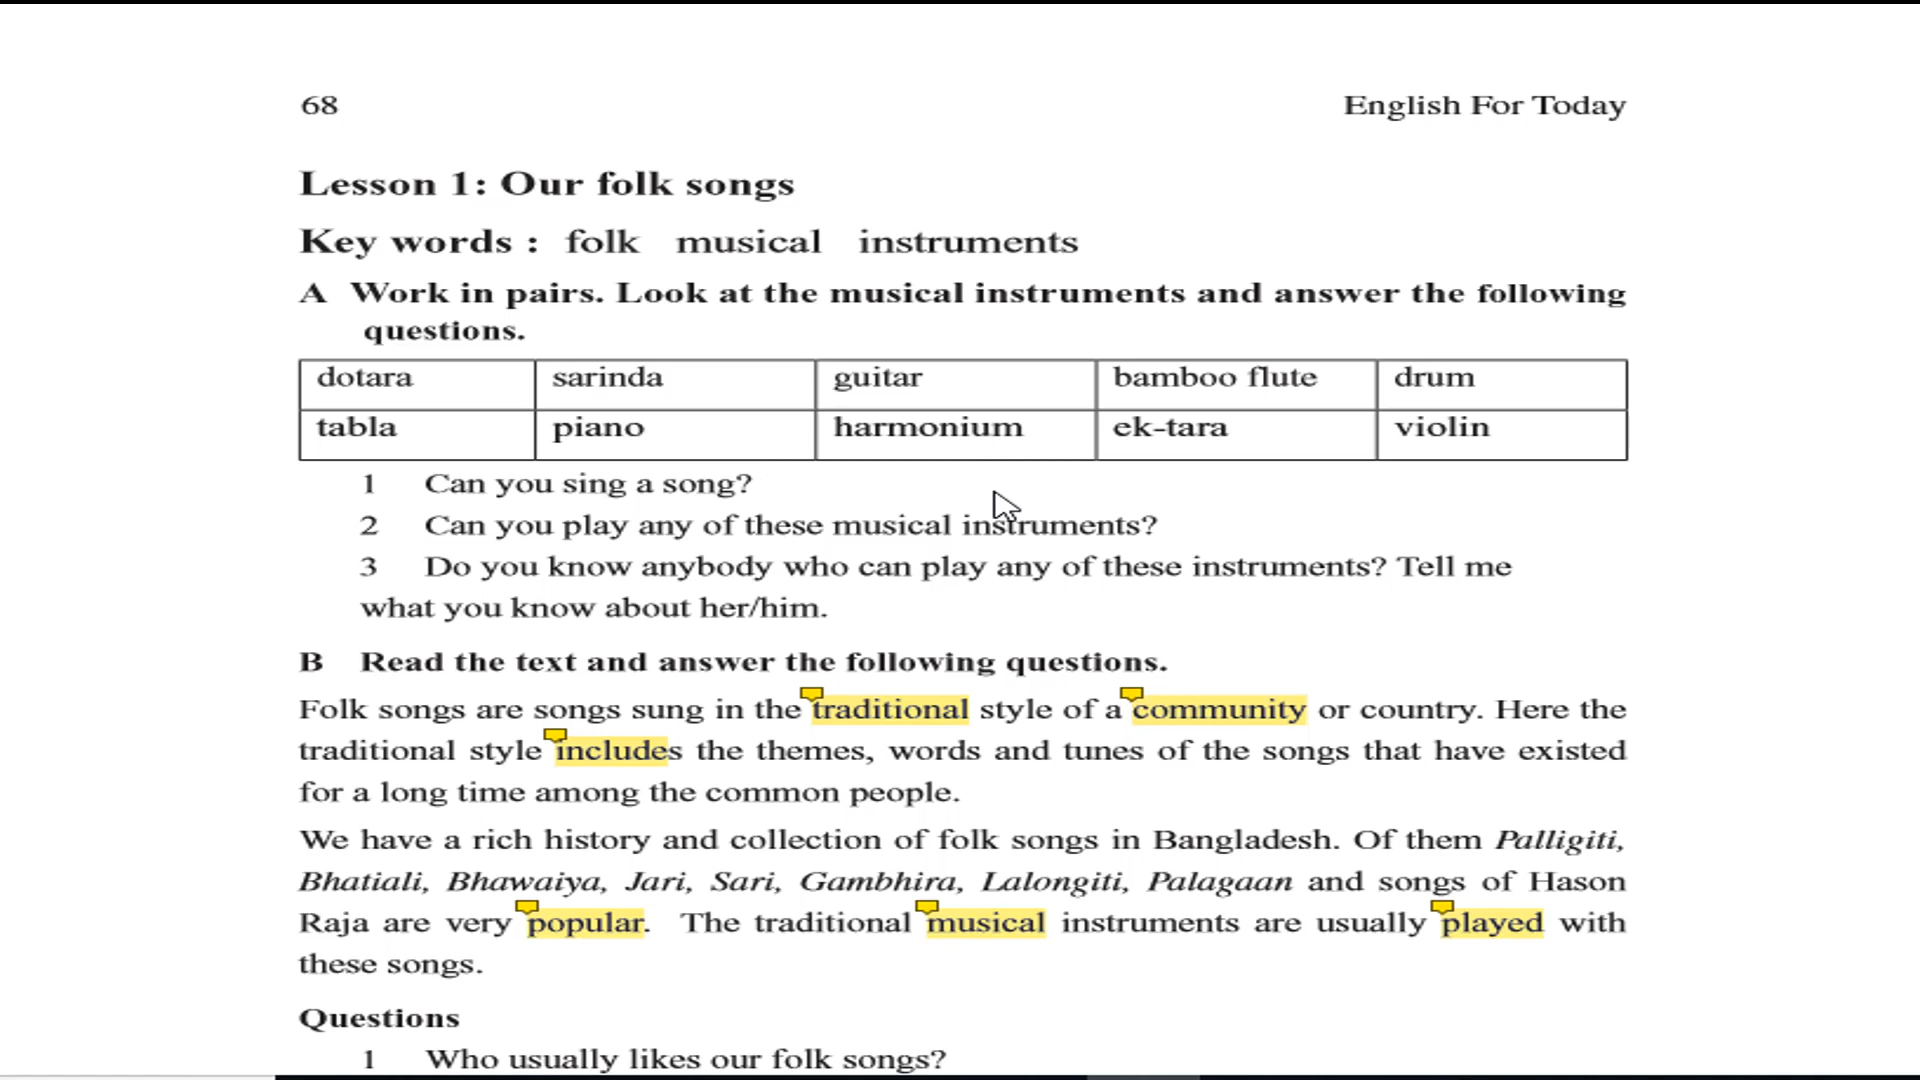 68 English For Today
Lesson 1: Our folk songs
Key words : folk musical instruments
A Work in pairs. Look at the musical instruments and answer the following
questions.
dotara sarinda guitar bamboo flute drum
tabla piano harmonium ek-tara violin
1 Can you sing a song?
2 Can you play any of these musical instruments?
3 Do you know anybody who can play any of these instruments? Tell me
what you know about her/him.
B Read the text and answer the following questions.
Folk songs are songs sung in the traditional style of a community or country. Here the
traditional style includes the themes, words and tunes of the songs that have existed
for a long time among the common people.
We have a rich history and collection of folk songs in Bangladesh. Of them Palligiti,
Bhatiali, Bhawaiya, Jari, Sari, Gambhira, Lalongiti, Palagaan and songs of Hason
Raja are very popular. The traditional musical instruments are usually played with
these songs.
Questions
1 Who usually likes our folk songs?